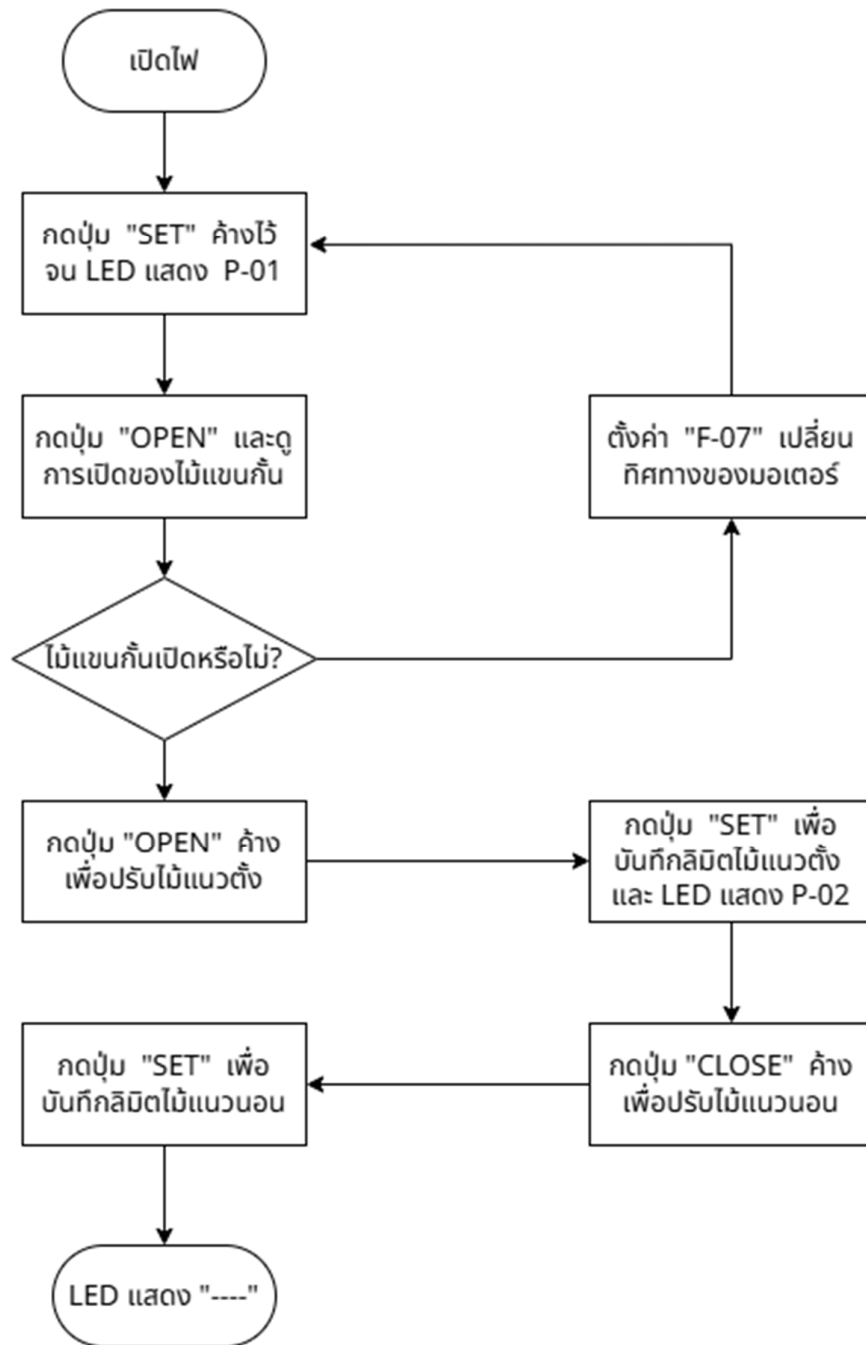 เปิดไฟ
กดปุ่ม "SET" ค้างไว้
จน LED แสดง P-01
กดปุ่ม "OPEN" และดู
การเปิดของไม้แขนกั้น
ตั้งค่า "F-07" เปลี่ยน
ทิศทางของมอเตอร์
ไม้แขนกั้นเปิดหรือไม่?
กดปุ่ม "OPEN" ค้าง
เพื่อปรับไม้แนวตั้ง
กดปุ่ม "SET" เพื่อ
บันทึกลิมิตไม้แนวตั้ง
และ LED แสดง P-02
กดปุ่ม "CLOSE" ค้าง
เพื่อปรับไม้แนวนอน
กดปุ่ม "SET" เพื่อ
บันทึกลิมิตไม้แนวนอน
LED แสดง "----"